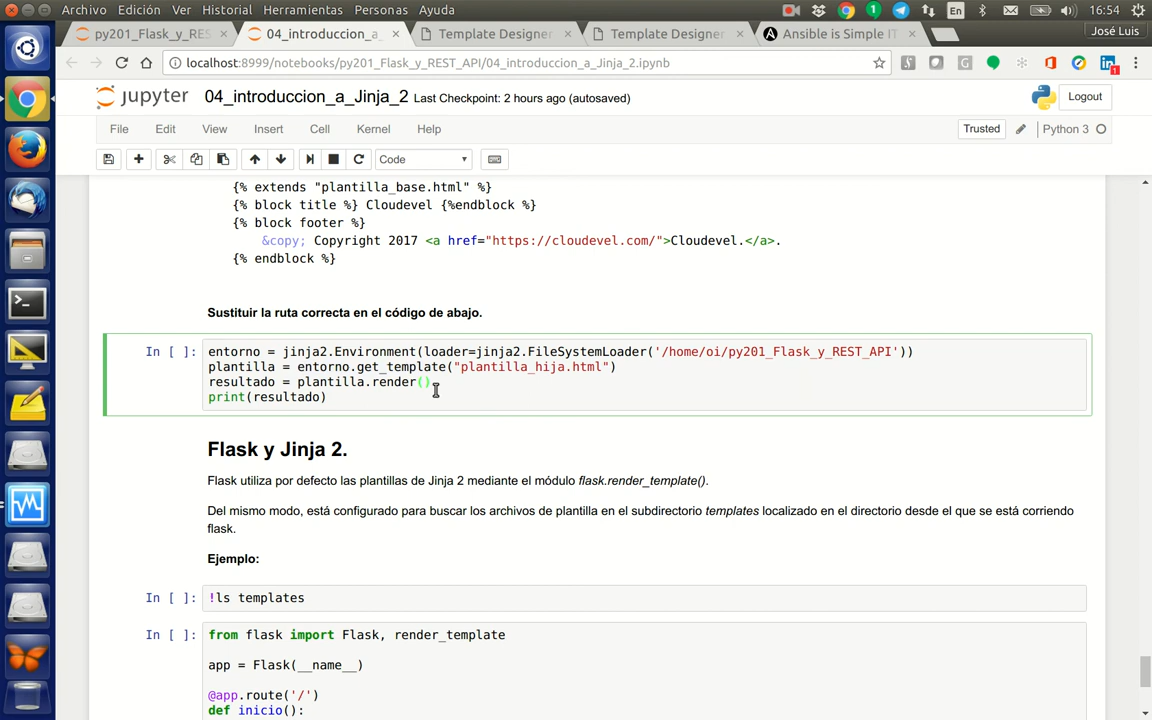 Archivo Edición Ver Historial Herramientas Personas Ayuda
1 En 16:54
py201_Flask_y_RES × 04_introduccion_a_ × Template Designer × Template Designer × Ansible is Simple IT × José Luis
localhost:8999/notebooks/py201_Flask_y_REST_API/04_introduccion_a_Jinja_2.ipynb
jupyter 04_introduccion_a_Jinja_2 Last Checkpoint: 2 hours ago (autosaved) Logout
File Edit View Insert Cell Kernel Help Trusted Python 3
Code
{% extends "plantilla_base.html" %}
{% block title %} Cloudevel {%endblock %}
{% block footer %}
&copy; Copyright 2017 <a href="https://cloudevel.com/">Cloudevel.</a>.
{% endblock %}
Sustituir la ruta correcta en el código de abajo.
In [ ]: entorno = jinja2.Environment(loader=jinja2.FileSystemLoader('/home/oi/py201_Flask_y_REST_API'))
plantilla = entorno.get_template("plantilla_hija.html")
resultado = plantilla.render()
print(resultado)
Flask y Jinja 2.
Flask utiliza por defecto las plantillas de Jinja 2 mediante el módulo flask.render_template().
Del mismo modo, está configurado para buscar los archivos de plantilla en el subdirectorio templates localizado en el directorio desde el que se está corriendo
flask.
Ejemplo:
In [ ]: !ls templates
In [ ]: from flask import Flask, render_template
app = Flask(__name__)
@app.route('/')
def inicio():